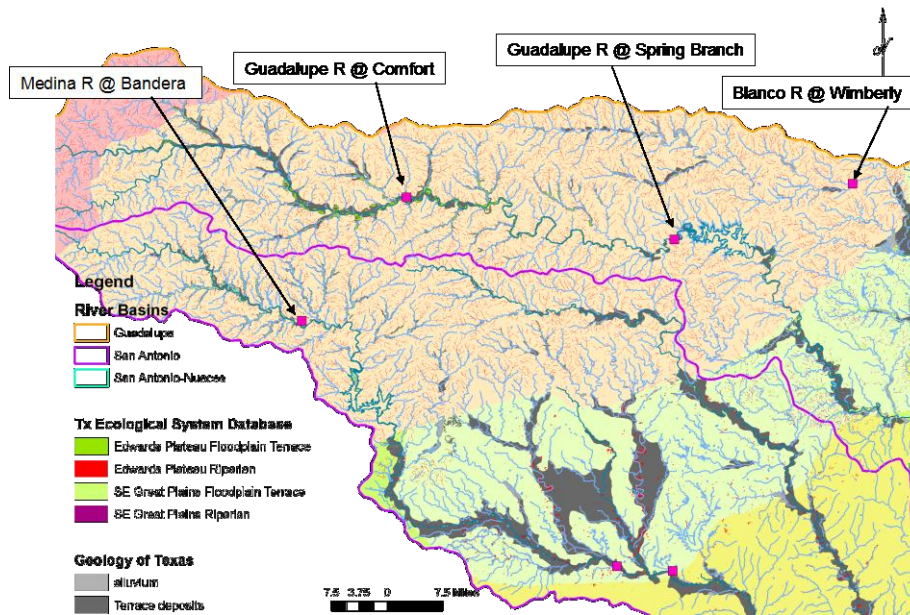 Guadalupe R @ Spring Branch
Guadalupe R @ Comfort
Medina R @ Bandera
Blanco R @ Wimberly
Legend
River Basins
Guadalupe
San Antonio
San Antonio-Nueces
Tx Ecological System Database
Edwards Plateau Floodplain Terrace
Edwards Plateau Riparian
SE Great Plains Floodplain Terrace
SE Great Plains Riparian
Geology of Texas
alluvium
Terrace deposits
7.5 3.75 0 7.5 Miles